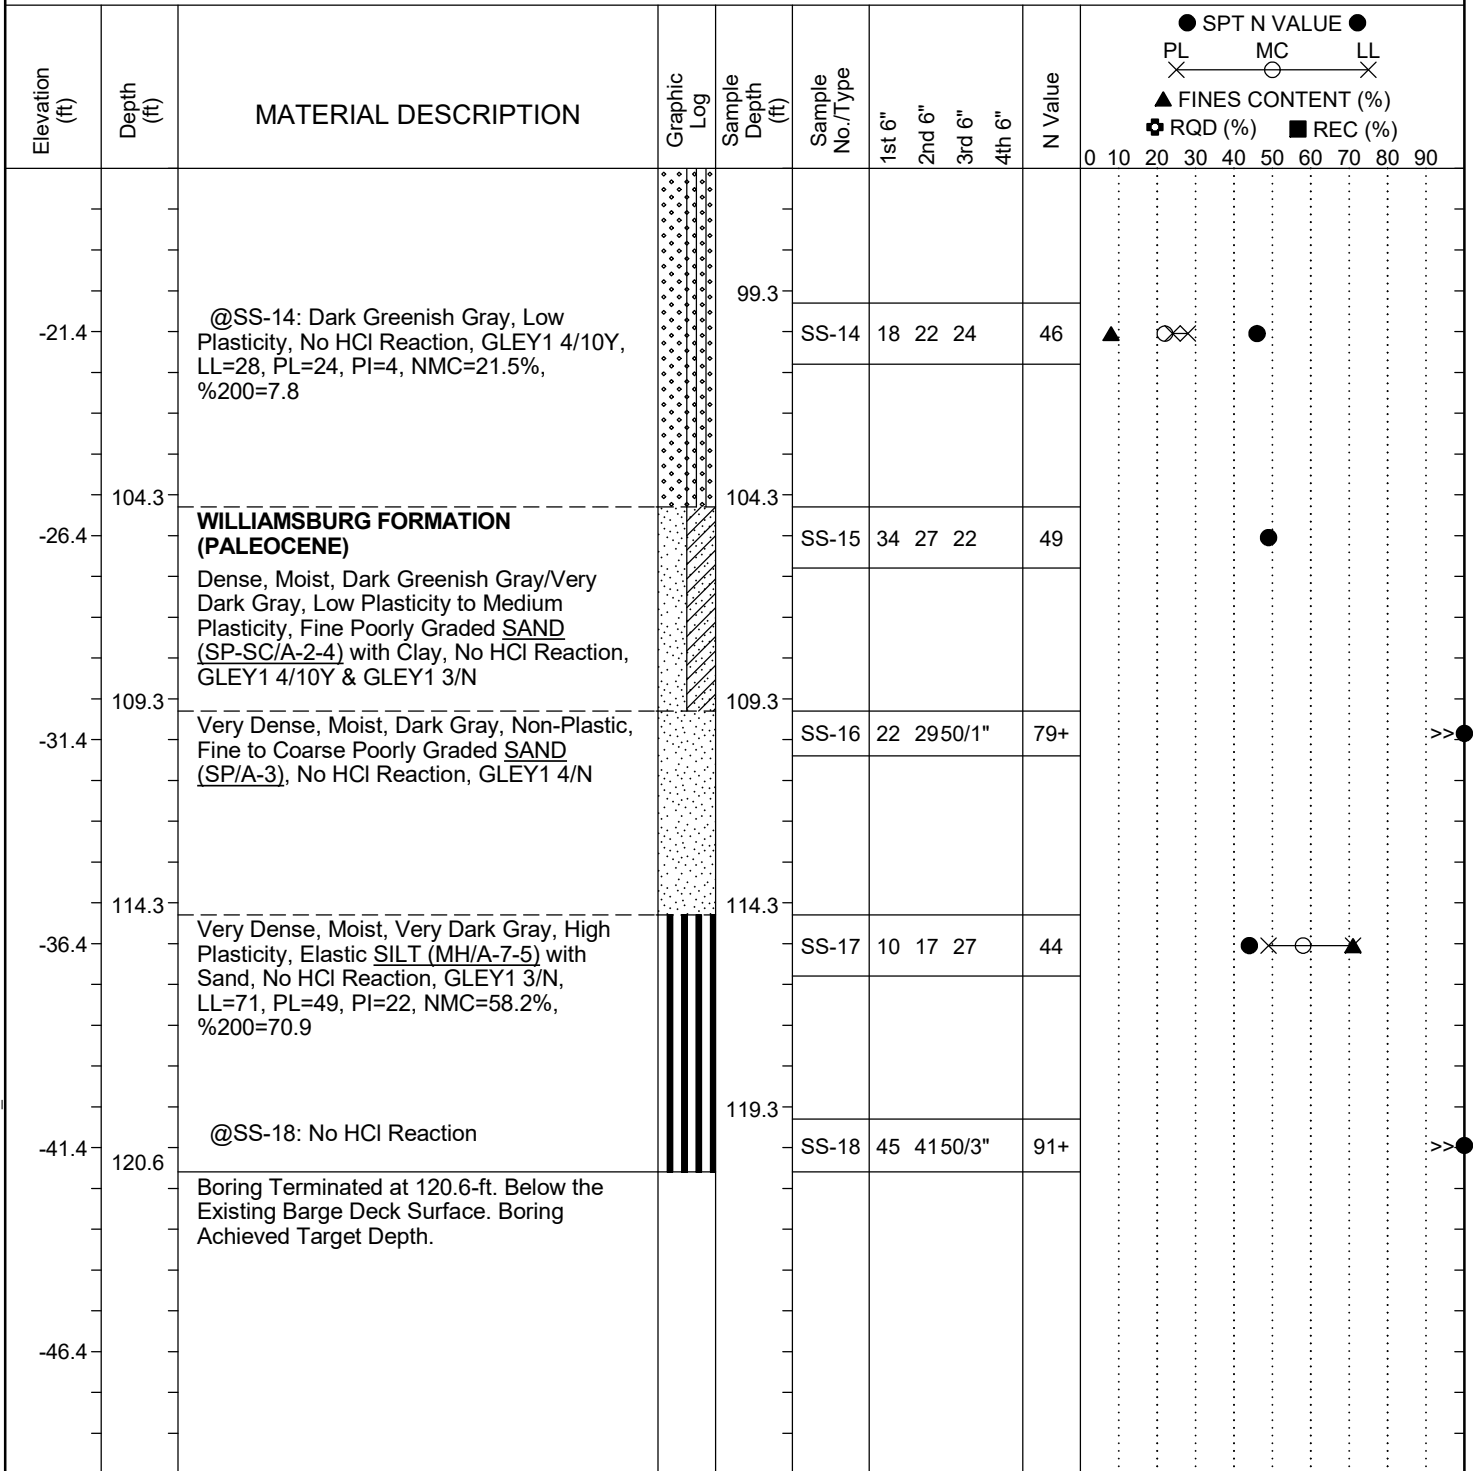 ● SPT N VALUE ●
PL MC LL
▲ FINES CONTENT (%)
RQD (%) ■ REC (%)
Elevation (ft)
Depth (ft)
MATERIAL DESCRIPTION
Graphic Log
Sample Depth (ft)
Sample No./Type
1st 6"
2nd 6"
3rd 6"
4th 6"
N Value
0 10 20 30 40 50 60 70 80 90
99.3
@SS-14: Dark Greenish Gray, Low
-21.4
Plasticity, No HCl Reaction, GLEY1 4/10Y,
SS-14 18 22 24 46
LL=28, PL=24, PI=4, NMC=21.5%,
%200=7.8
104.3
104.3
WILLIAMSBURG FORMATION
-26.4
(PALEOCENE)
SS-15 34 27 22 49
Dense, Moist, Dark Greenish Gray/Very
Dark Gray, Low Plasticity to Medium
Plasticity, Fine Poorly Graded SAND
(SP-SC/A-2-4) with Clay, No HCl Reaction,
GLEY1 4/10Y & GLEY1 3/N
109.3
109.3
Very Dense, Moist, Dark Gray, Non-Plastic,
-31.4
Fine to Coarse Poorly Graded SAND
SS-16 22 29 50/1" 79+ >>
(SP/A-3), No HCl Reaction, GLEY1 4/N
114.3
114.3
Very Dense, Moist, Very Dark Gray, High
-36.4
Plasticity, Elastic SILT (MH/A-7-5) with
SS-17 10 17 27 44
Sand, No HCl Reaction, GLEY1 3/N,
LL=71, PL=49, PI=22, NMC=58.2%,
%200=70.9
119.3
@SS-18: No HCl Reaction
-41.4
SS-18 45 41 50/3" 91+ >>
120.6
Boring Terminated at 120.6-ft. Below the
Existing Barge Deck Surface. Boring
Achieved Target Depth.
-46.4